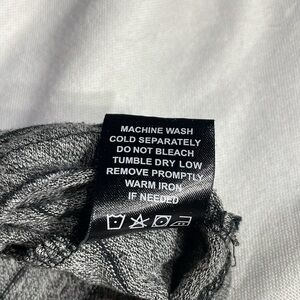 MACHINE WASH
COLD SEPARATELY
DO NOT BLEACH
TUMBLE DRY LOW
REMOVE PROMPTLY
WARM IRON
IF NEEDED